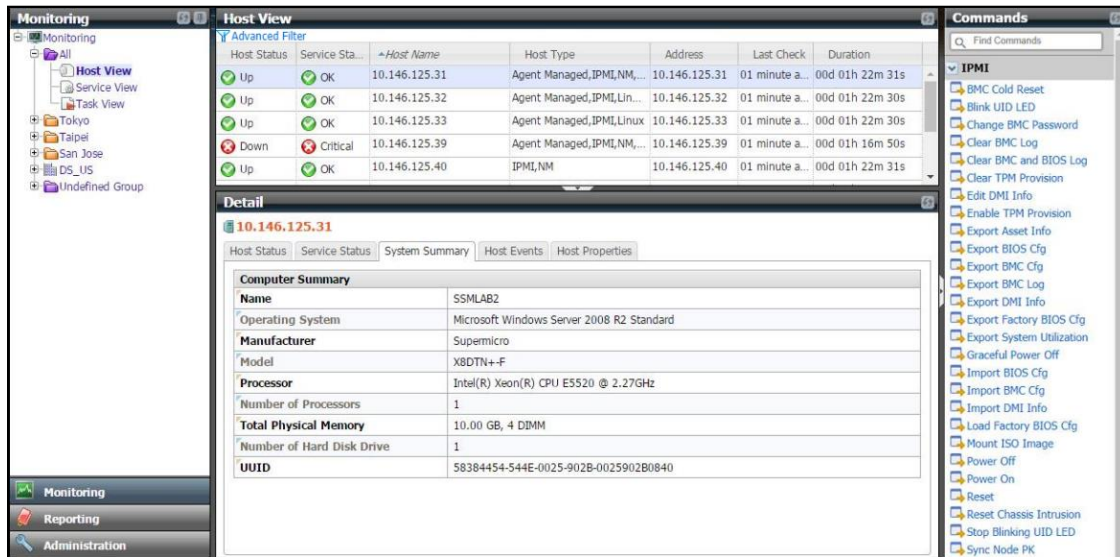 Monitoring
Monitoring
All
Host View
Service View
Task View
Tokyo
Taipei
San Jose
DS_US
Undefined Group
Monitoring
Reporting
Administration
Host View
Advanced Filter
Host Status Service Sta... Host Name Host Type Address Last Check Duration
Up OK 10.146.125.31 Agent Managed,IPMI,NM,... 10.146.125.31 01 minute a... 00d 01h 22m 31s
Up OK 10.146.125.32 Agent Managed,IPMI,Lin... 10.146.125.32 01 minute a... 00d 01h 22m 30s
Up OK 10.146.125.33 Agent Managed,IPMI,Linux 10.146.125.33 01 minute a... 00d 01h 22m 30s
Down Critical 10.146.125.39 Agent Managed,IPMI,NM,... 10.146.125.39 01 minute a... 00d 01h 16m 50s
Up OK 10.146.125.40 IPMI,NM 10.146.125.40 01 minute a... 00d 01h 22m 31s
Detail
10.146.125.31
Host Status Service Status System Summary Host Events Host Properties
Computer Summary
Name SSMLAB2
Operating System Microsoft Windows Server 2008 R2 Standard
Manufacturer Supermicro
Model X8DTN+-F
Processor Intel(R) Xeon(R) CPU E5520 @ 2.27GHz
Number of Processors 1
Total Physical Memory 10.00 GB, 4 DIMM
Number of Hard Disk Drive 1
UUID 58384454-544E-0025-902B-0025902B0840
Commands
Find Commands
IPMI
BMC Cold Reset
Blink UID LED
Change BMC Password
Clear BMC Log
Clear BMC and BIOS Log
Clear TPM Provision
Edit DMI Info
Enable TPM Provision
Export Asset Info
Export BIOS Cfg
Export BMC Cfg
Export BMC Log
Export DMI Info
Export Factory BIOS Cfg
Export System Utilization
Graceful Power Off
Import BIOS Cfg
Import BMC Cfg
Import DMI Info
Load Factory BIOS Cfg
Mount ISO Image
Power Off
Power On
Reset
Reset Chassis Intrusion
Stop Blinking UID LED
Sync Node PK